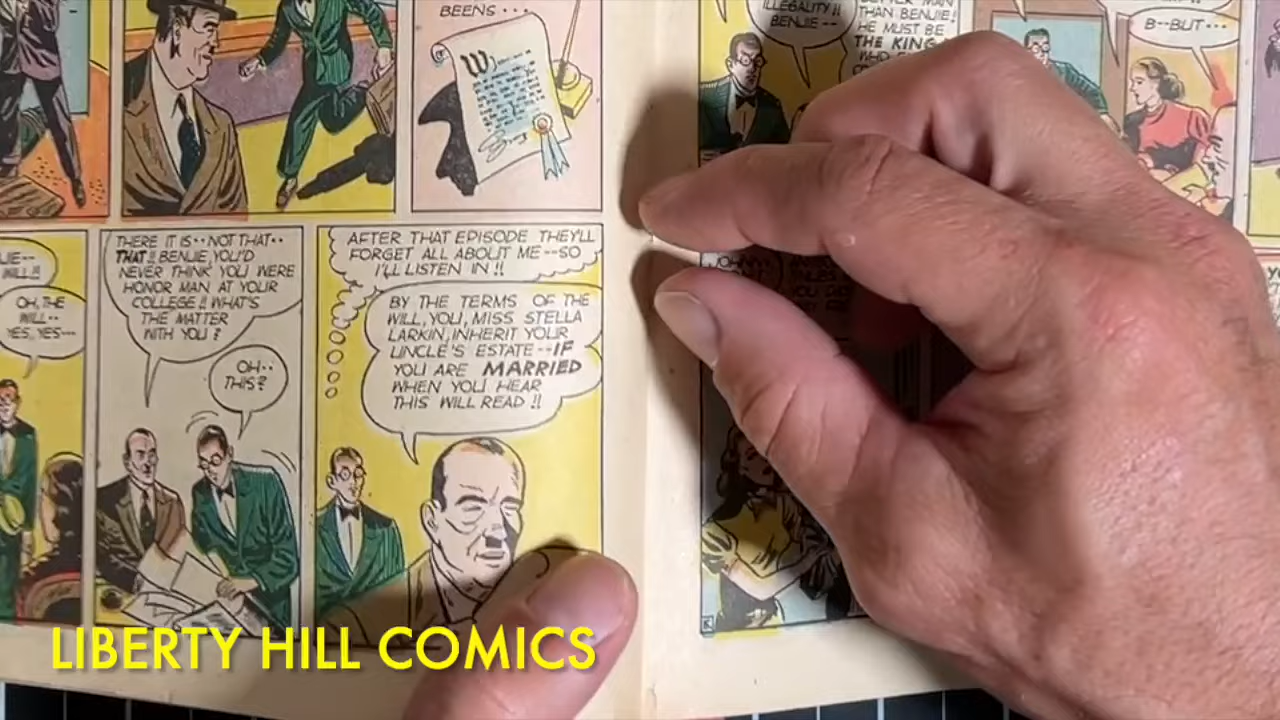 BEENS...
THERE IT IS--NOT THAT--
THAT!! BENJIE, YOU'D
NEVER THINK YOU WERE
HONOR MAN AT YOUR
COLLEGE!! WHAT'S
THE MATTER
WITH YOU?
OH--
THIS?
OH, THE
WILL--
YES, YES---
AFTER THAT EPISODE THEY'LL
FORGET ALL ABOUT ME--SO
I'LL LISTEN IN!!
BY THE TERMS OF THE
WILL, YOU, MISS STELLA
LARKIN, INHERIT YOUR
UNCLE'S ESTATE--IF
YOU ARE MARRIED
WHEN YOU HEAR
THIS WILL READ!!
ILLEGALITY!!
BENJIE--
MAN
THAN BENJIE!
HE MUST BE
THE KING
B--BUT...
LIBERTY HILL COMICS